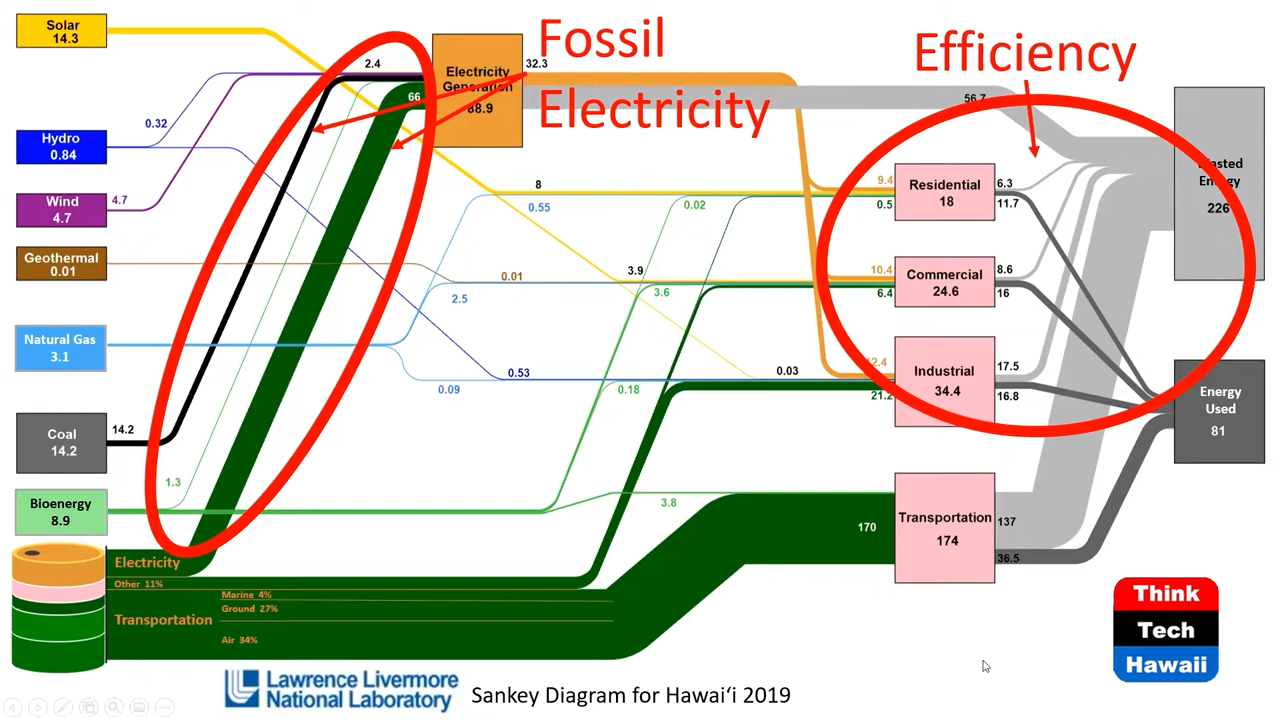 Solar
14.3
Hydro
0.84
Wind
4.7
Geothermal
0.01
Natural Gas
3.1
Coal
14.2
Bioenergy
8.9
Electricity
Other 11%
Transportation
Marine 4%
Ground 27%
Air 34%
0.32
4.7
14.2
1.3
2.4
66
Electricity
Generation
88.9
Fossil
Electricity
32.3
56.7
8
0.55
0.01
2.5
0.53
0.09
0.02
3.9
3.6
0.18
0.03
3.8
170
9.4
0.5
10.4
6.4
12.4
21.2
Efficiency
Residential
18
Commercial
24.6
Industrial
34.4
Transportation
174
6.3
11.7
8.6
16
17.5
16.8
137
36.5
Wasted
Energy
226
Energy
Used
81
Think
Tech
Hawaii
Lawrence Livermore
National Laboratory
Sankey Diagram for Hawaiʻi 2019